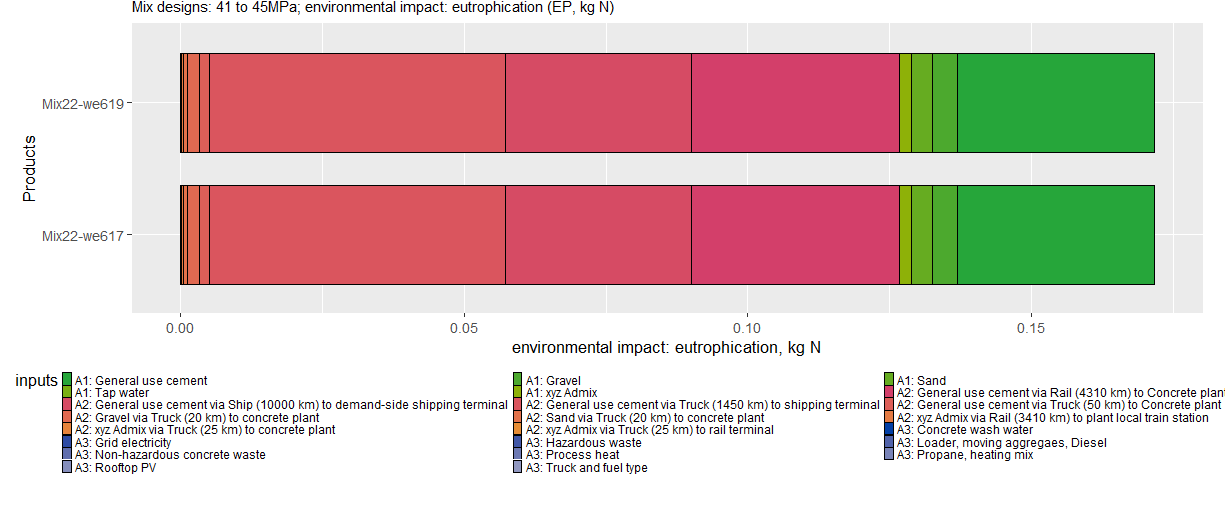 Mix designs: 41 to 45MPa; environmental impact: eutrophication (EP, kg N)
Products
Mix22-we619
Mix22-we617
0.00 0.05 0.10 0.15
environmental impact: eutrophication, kg N
inputs
A1: General use cement A1: Gravel A1: Sand
A1: Tap water A1: xyz Admix A2: General use cement via Rail (4310 km) to Concrete plant
A2: General use cement via Ship (10000 km) to demand-side shipping terminal A2: General use cement via Truck (1450 km) to shipping terminal A2: General use cement via Truck (50 km) to Concrete plant
A2: Gravel via Truck (20 km) to concrete plant A2: Sand via Truck (20 km) to concrete plant A2: xyz Admix via Rail (3410 km) to plant local train station
A2: xyz Admix via Truck (25 km) to concrete plant A2: xyz Admix via Truck (25 km) to rail terminal A3: Concrete wash water
A3: Grid electricity A3: Hazardous waste A3: Loader, moving aggregaes, Diesel
A3: Non-hazardous concrete waste A3: Process heat A3: Propane, heating mix
A3: Rooftop PV A3: Truck and fuel type